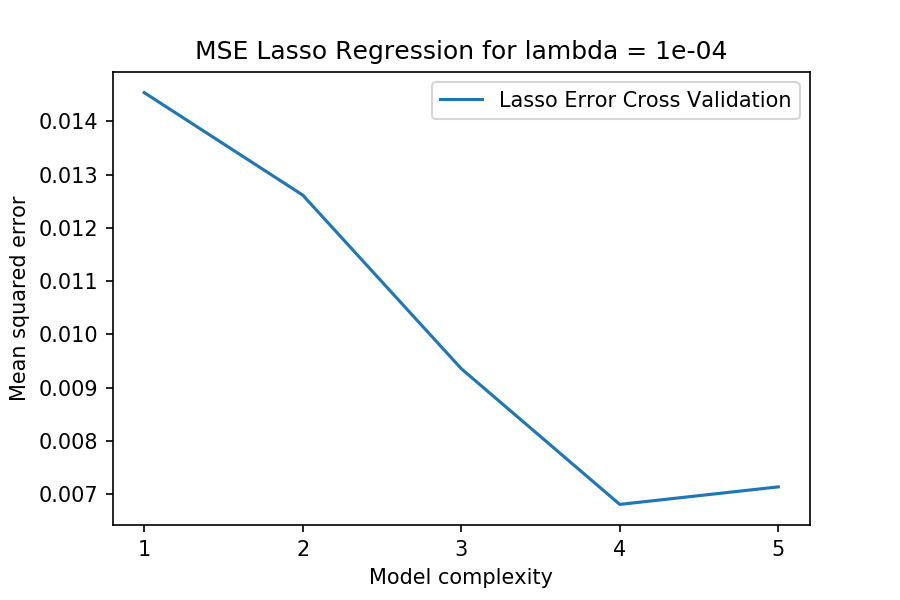 MSE Lasso Regression for lambda = 1e-04
Lasso Error Cross Validation
Mean squared error
0.014
0.013
0.012
0.011
0.010
0.009
0.008
0.007
1 2 3 4 5
Model complexity